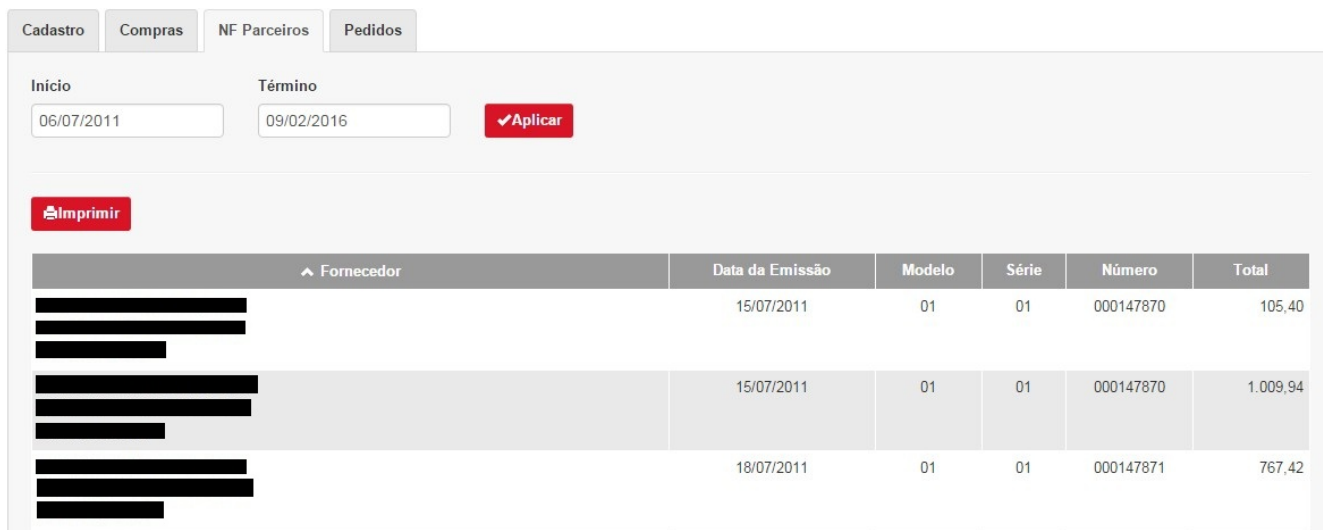 Cadastro Compras NF Parceiros Pedidos
Início Término
06/07/2011 09/02/2016 Aplicar
Imprimir
Fornecedor Data da Emissão Modelo Série Número Total
15/07/2011 01 01 000147870 105,40
15/07/2011 01 01 000147870 1.009,94
18/07/2011 01 01 000147871 767,42